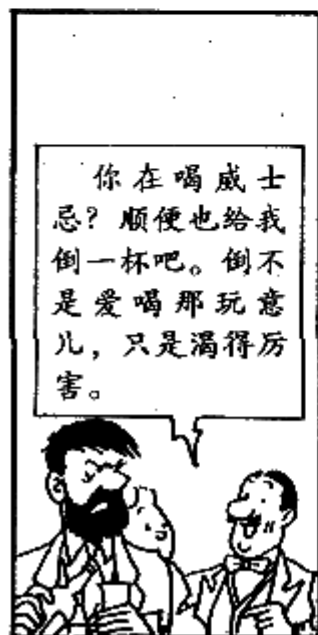 你在喝威士
忌？顺便也给我
倒一杯吧。倒不
是爱喝那玩意
儿，只是渴得厉
害。